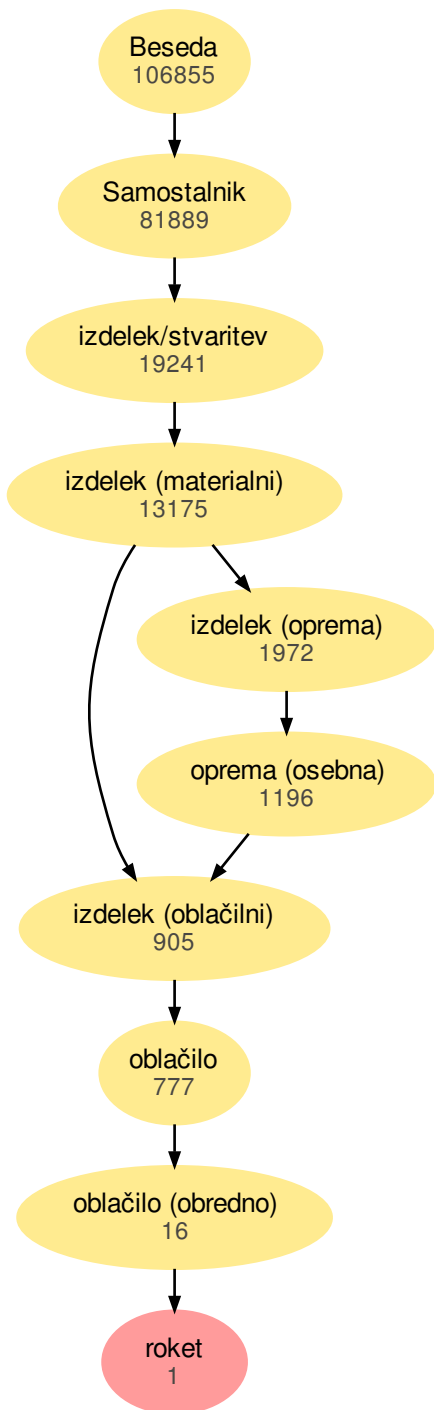 Beseda
106855
Samostalnik
81889
izdelek/stvaritev
19241
izdelek (materialni)
13175
izdelek (oprema)
1972
oprema (osebna)
1196
izdelek (oblačilni)
905
oblačilo
777
oblačilo (obredno)
16
roket
1